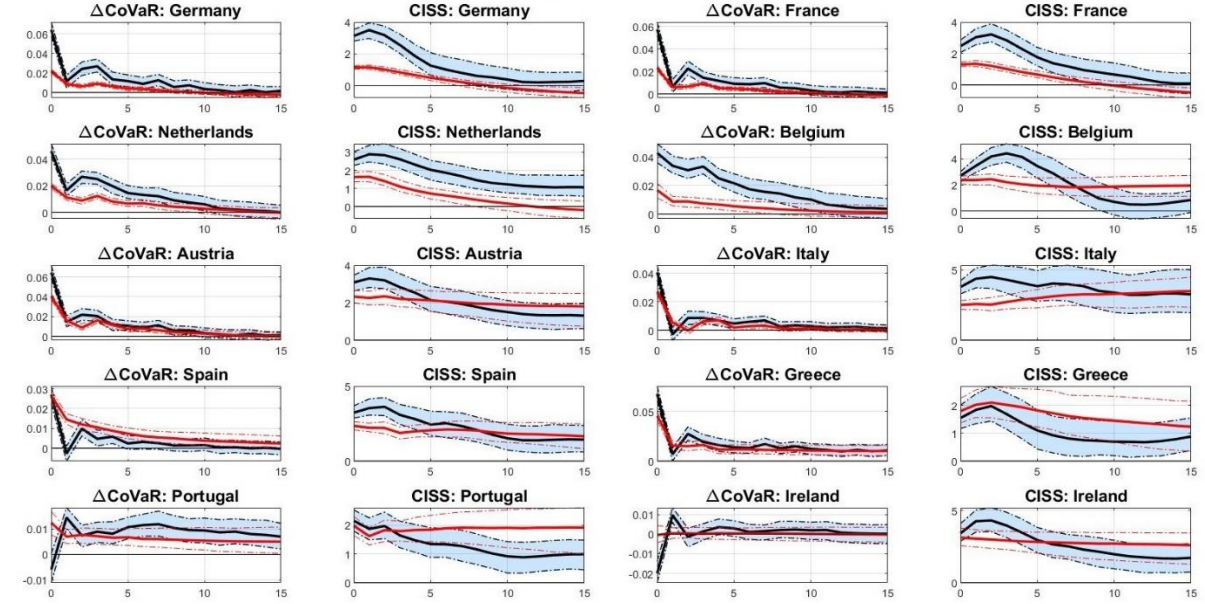 △CoVaR: Germany CISS: Germany △CoVaR: France CISS: France
0.06 4 0.06 4
0.04 0.04
2 2
0.02 0.02
0 0 0 0
0 5 10 15 0 5 10 15 0 5 10 15 0 5 10 15
△CoVaR: Netherlands CISS: Netherlands △CoVaR: Belgium CISS: Belgium
0.04 3 0.04 4
2
0.02 0.02 2
1
0 0 0 0
0 5 10 15 0 5 10 15 0 5 10 15 0 5 10 15
△CoVaR: Austria CISS: Austria △CoVaR: Italy CISS: Italy
0.06 4 0.04 5
0.04
2 0.02
0.02
0 0 0 0
0 5 10 15 0 5 10 15 0 5 10 15 0 5 10 15
△CoVaR: Spain CISS: Spain △CoVaR: Greece CISS: Greece
0.03 5
0.02 0.05 2
0.01 1
0 0 0 0
0 5 10 15 0 5 10 15 0 5 10 15 0 5 10 15
△CoVaR: Portugal CISS: Portugal △CoVaR: Ireland CISS: Ireland
0.01 2 0.01 5
0 0
1 -0.01
-0.01 0 -0.02 0
0 5 10 15 0 5 10 15 0 5 10 15 0 5 10 15